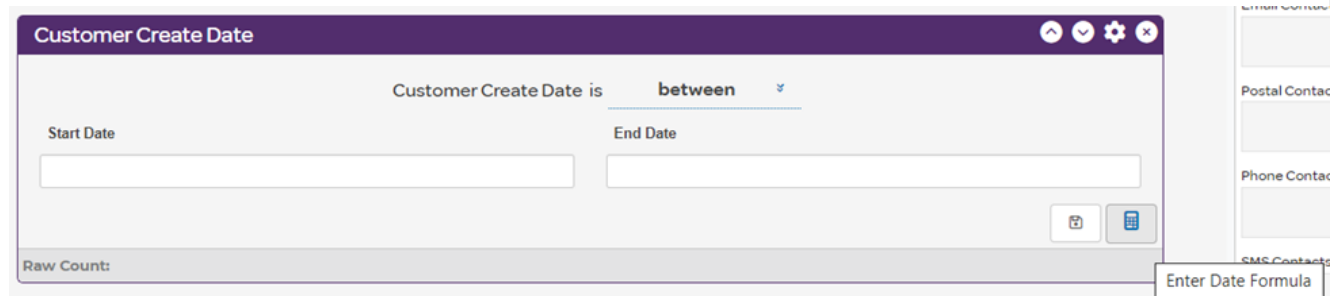 Customer Create Date
Customer Create Date is between
Start Date
End Date
Raw Count:
Postal Contac
Phone Contac
SMS Contacts
Enter Date Formula